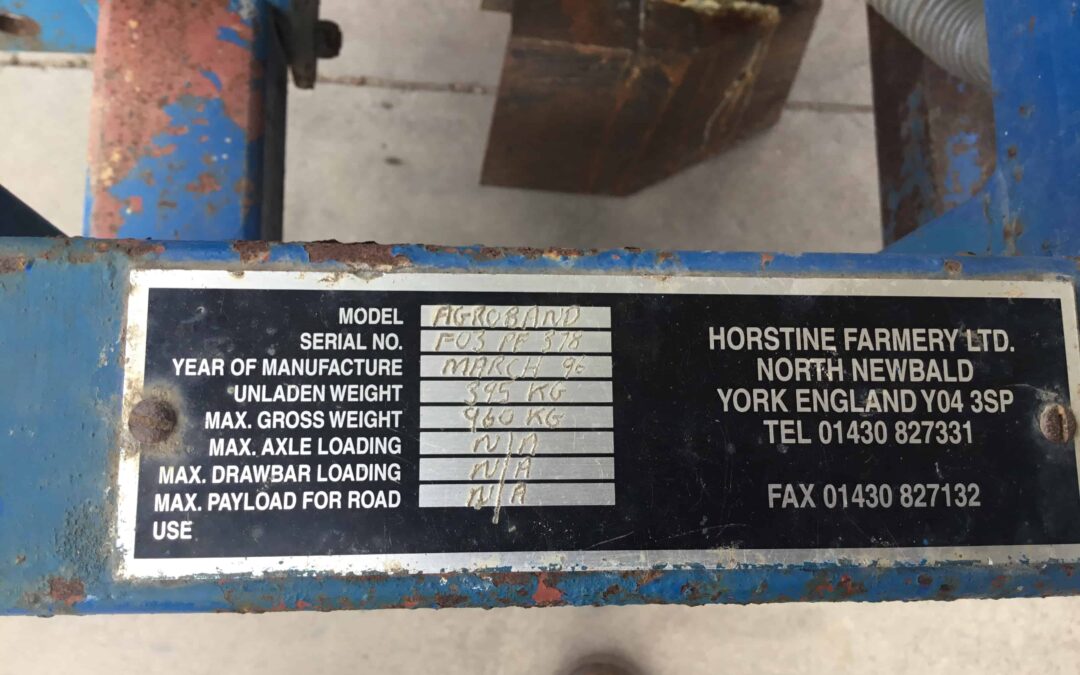 MODEL AGROBAND
SERIAL NO. F03 PF 378
YEAR OF MANUFACTURE MARCH 96
UNLADEN WEIGHT 395 KG
MAX. GROSS WEIGHT 960 KG
MAX. AXLE LOADING N/A
MAX. DRAWBAR LOADING N/A
MAX. PAYLOAD FOR ROAD N/A
USE
HORSTINE FARMERY LTD.
NORTH NEWBALD
YORK ENGLAND Y04 3SP
TEL 01430 827331
FAX 01430 827132